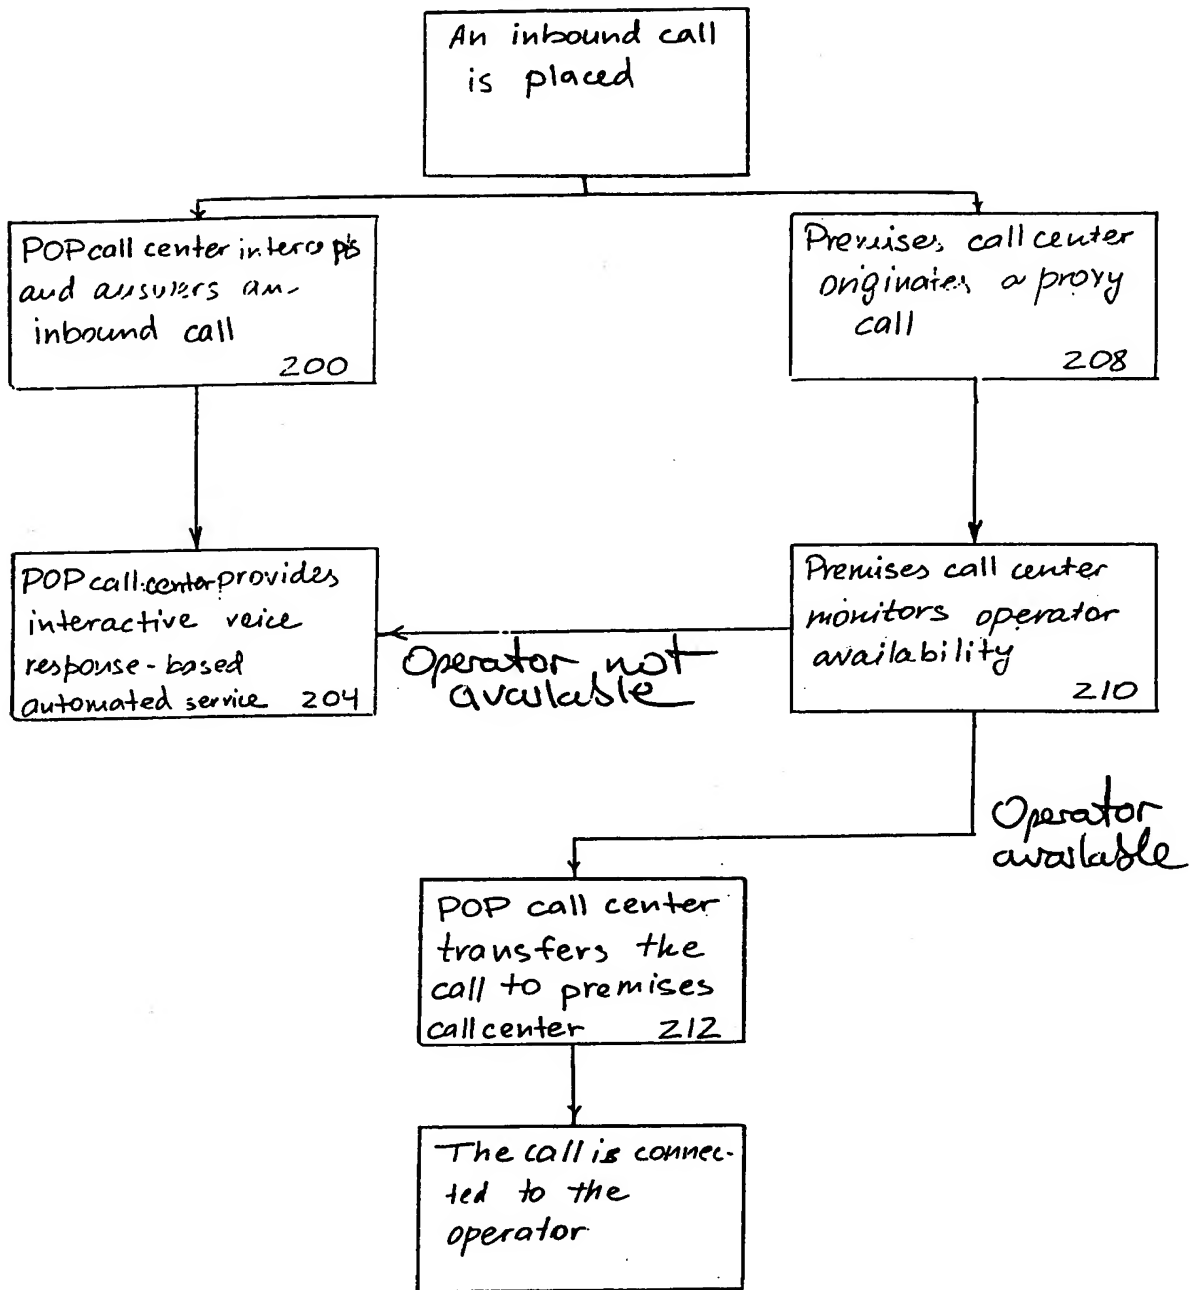 An inbound call
is placed
POP call center intercepts
and answers an
inbound call
200
Premises call center
originates a proxy
call
208
POP call center provides
interactive voice
response-based
automated service 204
Operator not
available
Premises call center
monitors operator
availability
210
Operator
available
POP call center
transfers the
call to premises
call center 212
The call is connec-
ted to the
operator